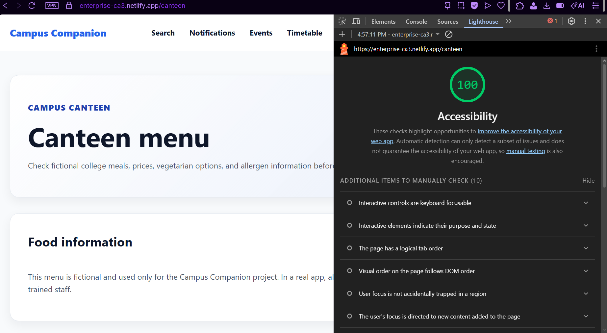 VPN
enterprise-ca3.netlify.app/canteen
AI
Campus Companion
Search
Notifications
Events
Timetable
CAMPUS CANTEEN
Canteen menu
Check fictional college meals, prices, vegetarian options, and allergen information before
Food information
This menu is fictional and used only for the Campus Companion project. In a real app, a
trained staff.
Elements
Console
Sources
Lighthouse
1
4:57:11 PM - enterprise-ca3.r
https://enterprise-ca3.netlify.app/canteen
100
Accessibility
These checks highlight opportunities to improve the accessibility of your
web app. Automatic detection can only detect a subset of issues and does
not guarantee the accessibility of your web app, so manual testing is also
encouraged.
ADDITIONAL ITEMS TO MANUALLY CHECK (10)
Hide
Interactive controls are keyboard focusable
Interactive elements indicate their purpose and state
The page has a logical tab order
Visual order on the page follows DOM order
User focus is not accidentally trapped in a region
The user's focus is directed to new content added to the page